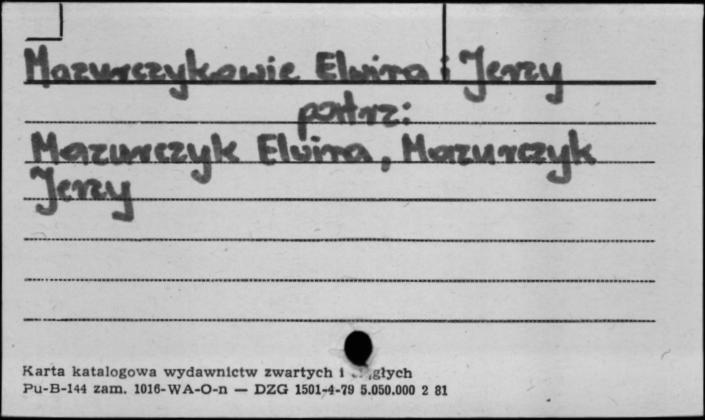 Mazurczykowie Elwira i Jerzy
patrz:
Mazurczyk Elwira, Mazurczyk
Jerzy
Karta katalogowa wydawnictw zwartych i
Pu-B-144 zam. 1016-WA-O-n — DZG 1501-4-79 5.050.000 2 81